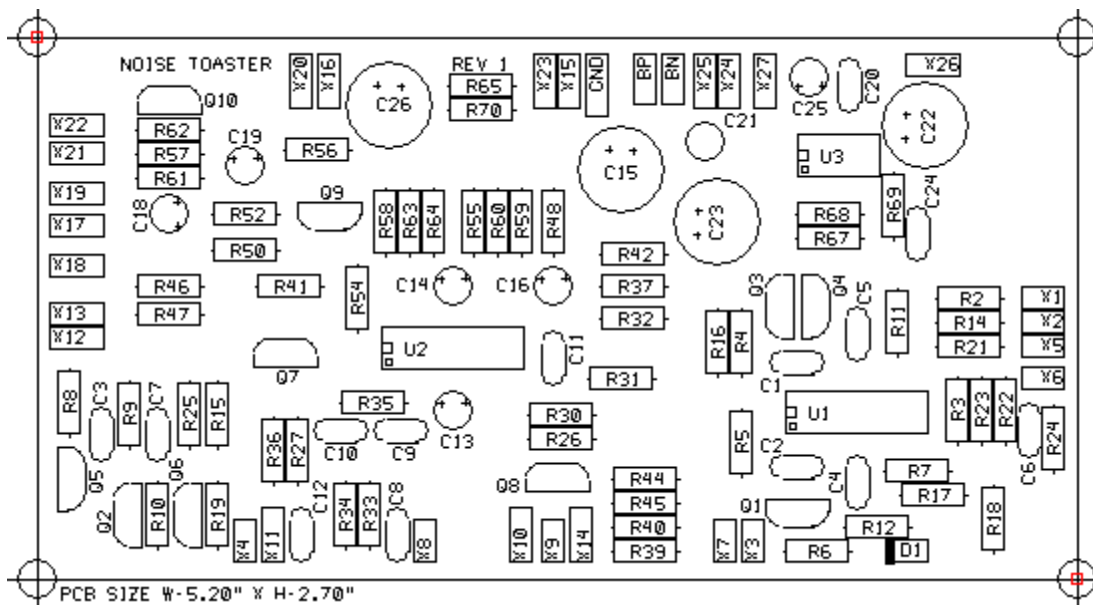 NOISE TOASTER
REV 1
X20
X16
X23
X15
GND
BP
BN
X25
X24
X27
C25
C20
X26
Q10
C26
R65
R70
C21
C22
X22
X21
X19
X17
X18
X13
X12
R62
R57
R61
C19
R56
C15
U3
C18
R52
R50
Q9
R58
R63
R64
R55
R60
R59
R48
C23
R68
R67
R69
C24
R46
R47
R41
R54
C14
C16
R42
R37
R32
Q3
Q4
C5
R11
R2
R14
R21
X1
X2
X5
X6
U2
C11
R16
R4
C1
Q7
R31
R8
C3
R9
C7
R25
R15
R35
C13
R36
R27
C10
C9
R30
R26
R5
U1
C2
R3
R23
R22
C6
R24
Q5
Q2
R10
Q6
R19
X4
X11
C12
R34
R33
C8
X8
Q8
X10
X9
X14
R44
R45
R40
R39
X7
X3
Q1
C4
R7
R17
R12
R6
D1
R18
PCB SIZE W-5.20" X H-2.70"